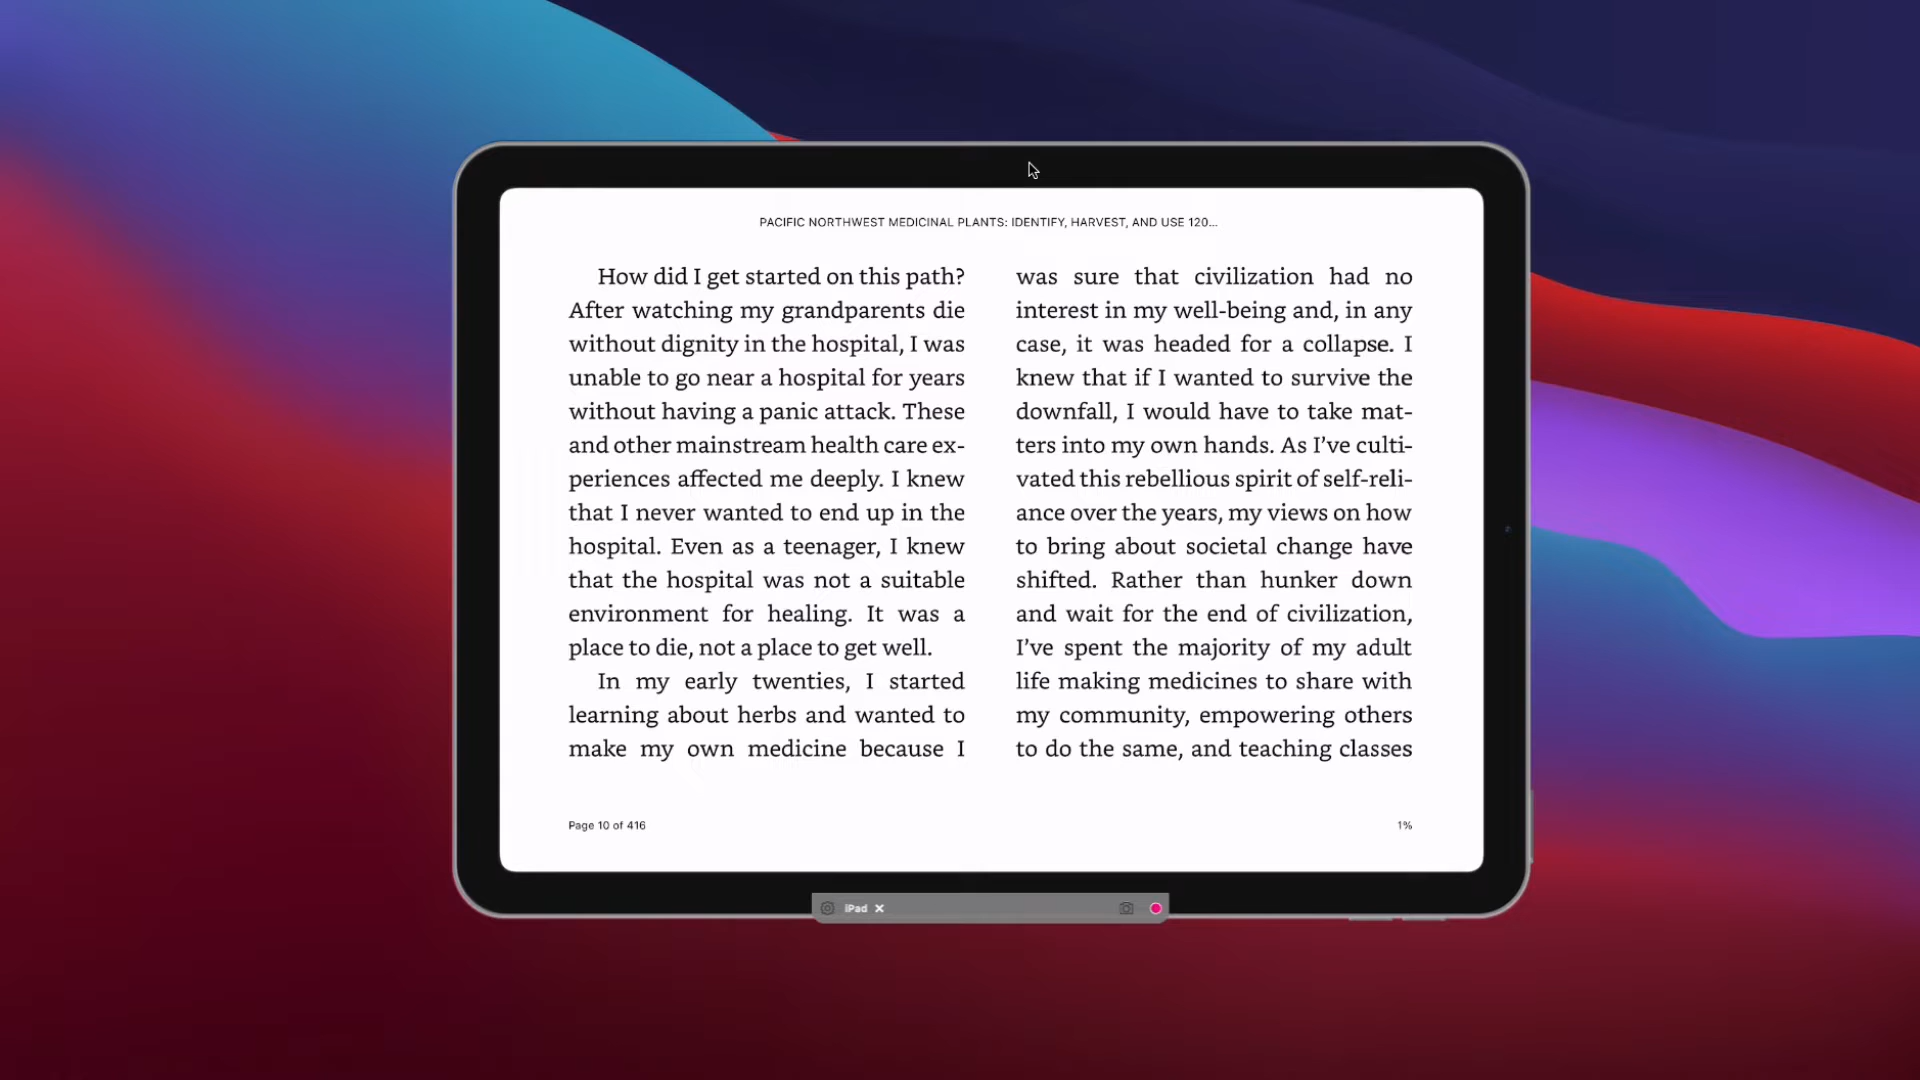 PACIFIC NORTHWEST MEDICINAL PLANTS: IDENTIFY, HARVEST, AND USE 120...
How did I get started on this path?
After watching my grandparents die
without dignity in the hospital, I was
unable to go near a hospital for years
without having a panic attack. These
and other mainstream health care ex-
periences affected me deeply. I knew
that I never wanted to end up in the
hospital. Even as a teenager, I knew
that the hospital was not a suitable
environment for healing. It was a
place to die, not a place to get well.
In my early twenties, I started
learning about herbs and wanted to
make my own medicine because I
was sure that civilization had no
interest in my well-being and, in any
case, it was headed for a collapse. I
knew that if I wanted to survive the
downfall, I would have to take mat-
ters into my own hands. As I’ve culti-
vated this rebellious spirit of self-reli-
ance over the years, my views on how
to bring about societal change have
shifted. Rather than hunker down
and wait for the end of civilization,
I’ve spent the majority of my adult
life making medicines to share with
my community, empowering others
to do the same, and teaching classes
Page 10 of 416
1%
iPad